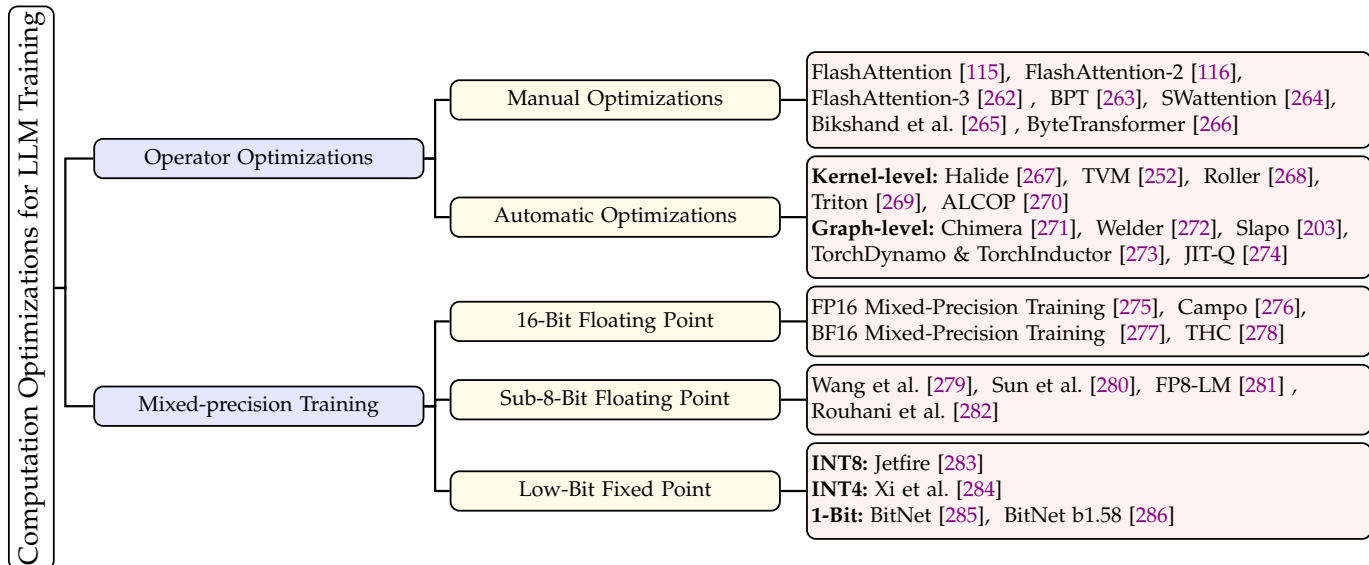 Computation Optimizations for LLM Training
Operator Optimizations
Manual Optimizations
FlashAttention [115], FlashAttention-2 [116],
FlashAttention-3 [262] , BPT [263], SWattention [264],
Bikshand et al. [265] , ByteTransformer [266]
Automatic Optimizations
Kernel-level: Halide [267], TVM [252], Roller [268],
Triton [269], ALCOP [270]
Graph-level: Chimera [271], Welder [272], Slapo [203],
TorchDynamo & TorchInductor [273], JIT-Q [274]
Mixed-precision Training
16-Bit Floating Point
FP16 Mixed-Precision Training [275], Campo [276],
BF16 Mixed-Precision Training [277], THC [278]
Sub-8-Bit Floating Point
Wang et al. [279], Sun et al. [280], FP8-LM [281] ,
Rouhani et al. [282]
Low-Bit Fixed Point
INT8: Jetfire [283]
INT4: Xi et al. [284]
1-Bit: BitNet [285], BitNet b1.58 [286]